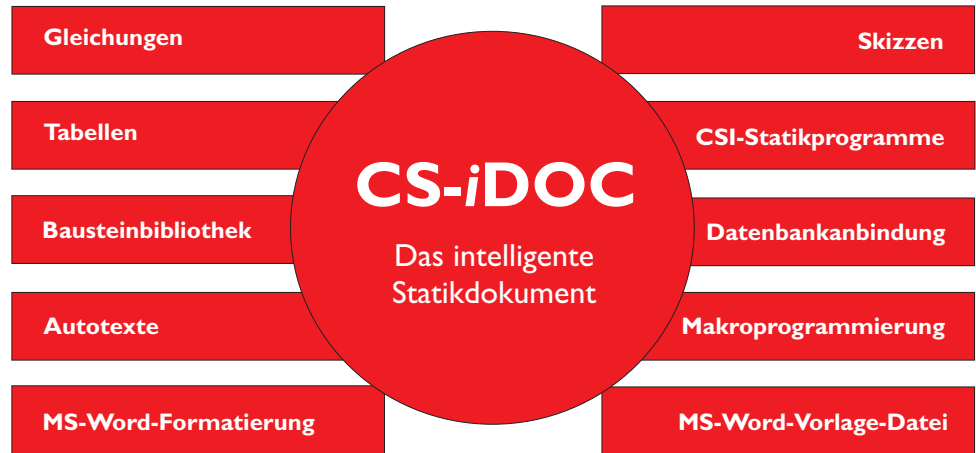 Gleichungen
Tabellen
Bausteinbibliothek
Autotexte
MS-Word-Formatierung
CS-iDOC
Das intelligente
Statikdokument
Skizzen
CSI-Statikprogramme
Datenbankanbindung
Makroprogrammierung
MS-Word-Vorlage-Datei